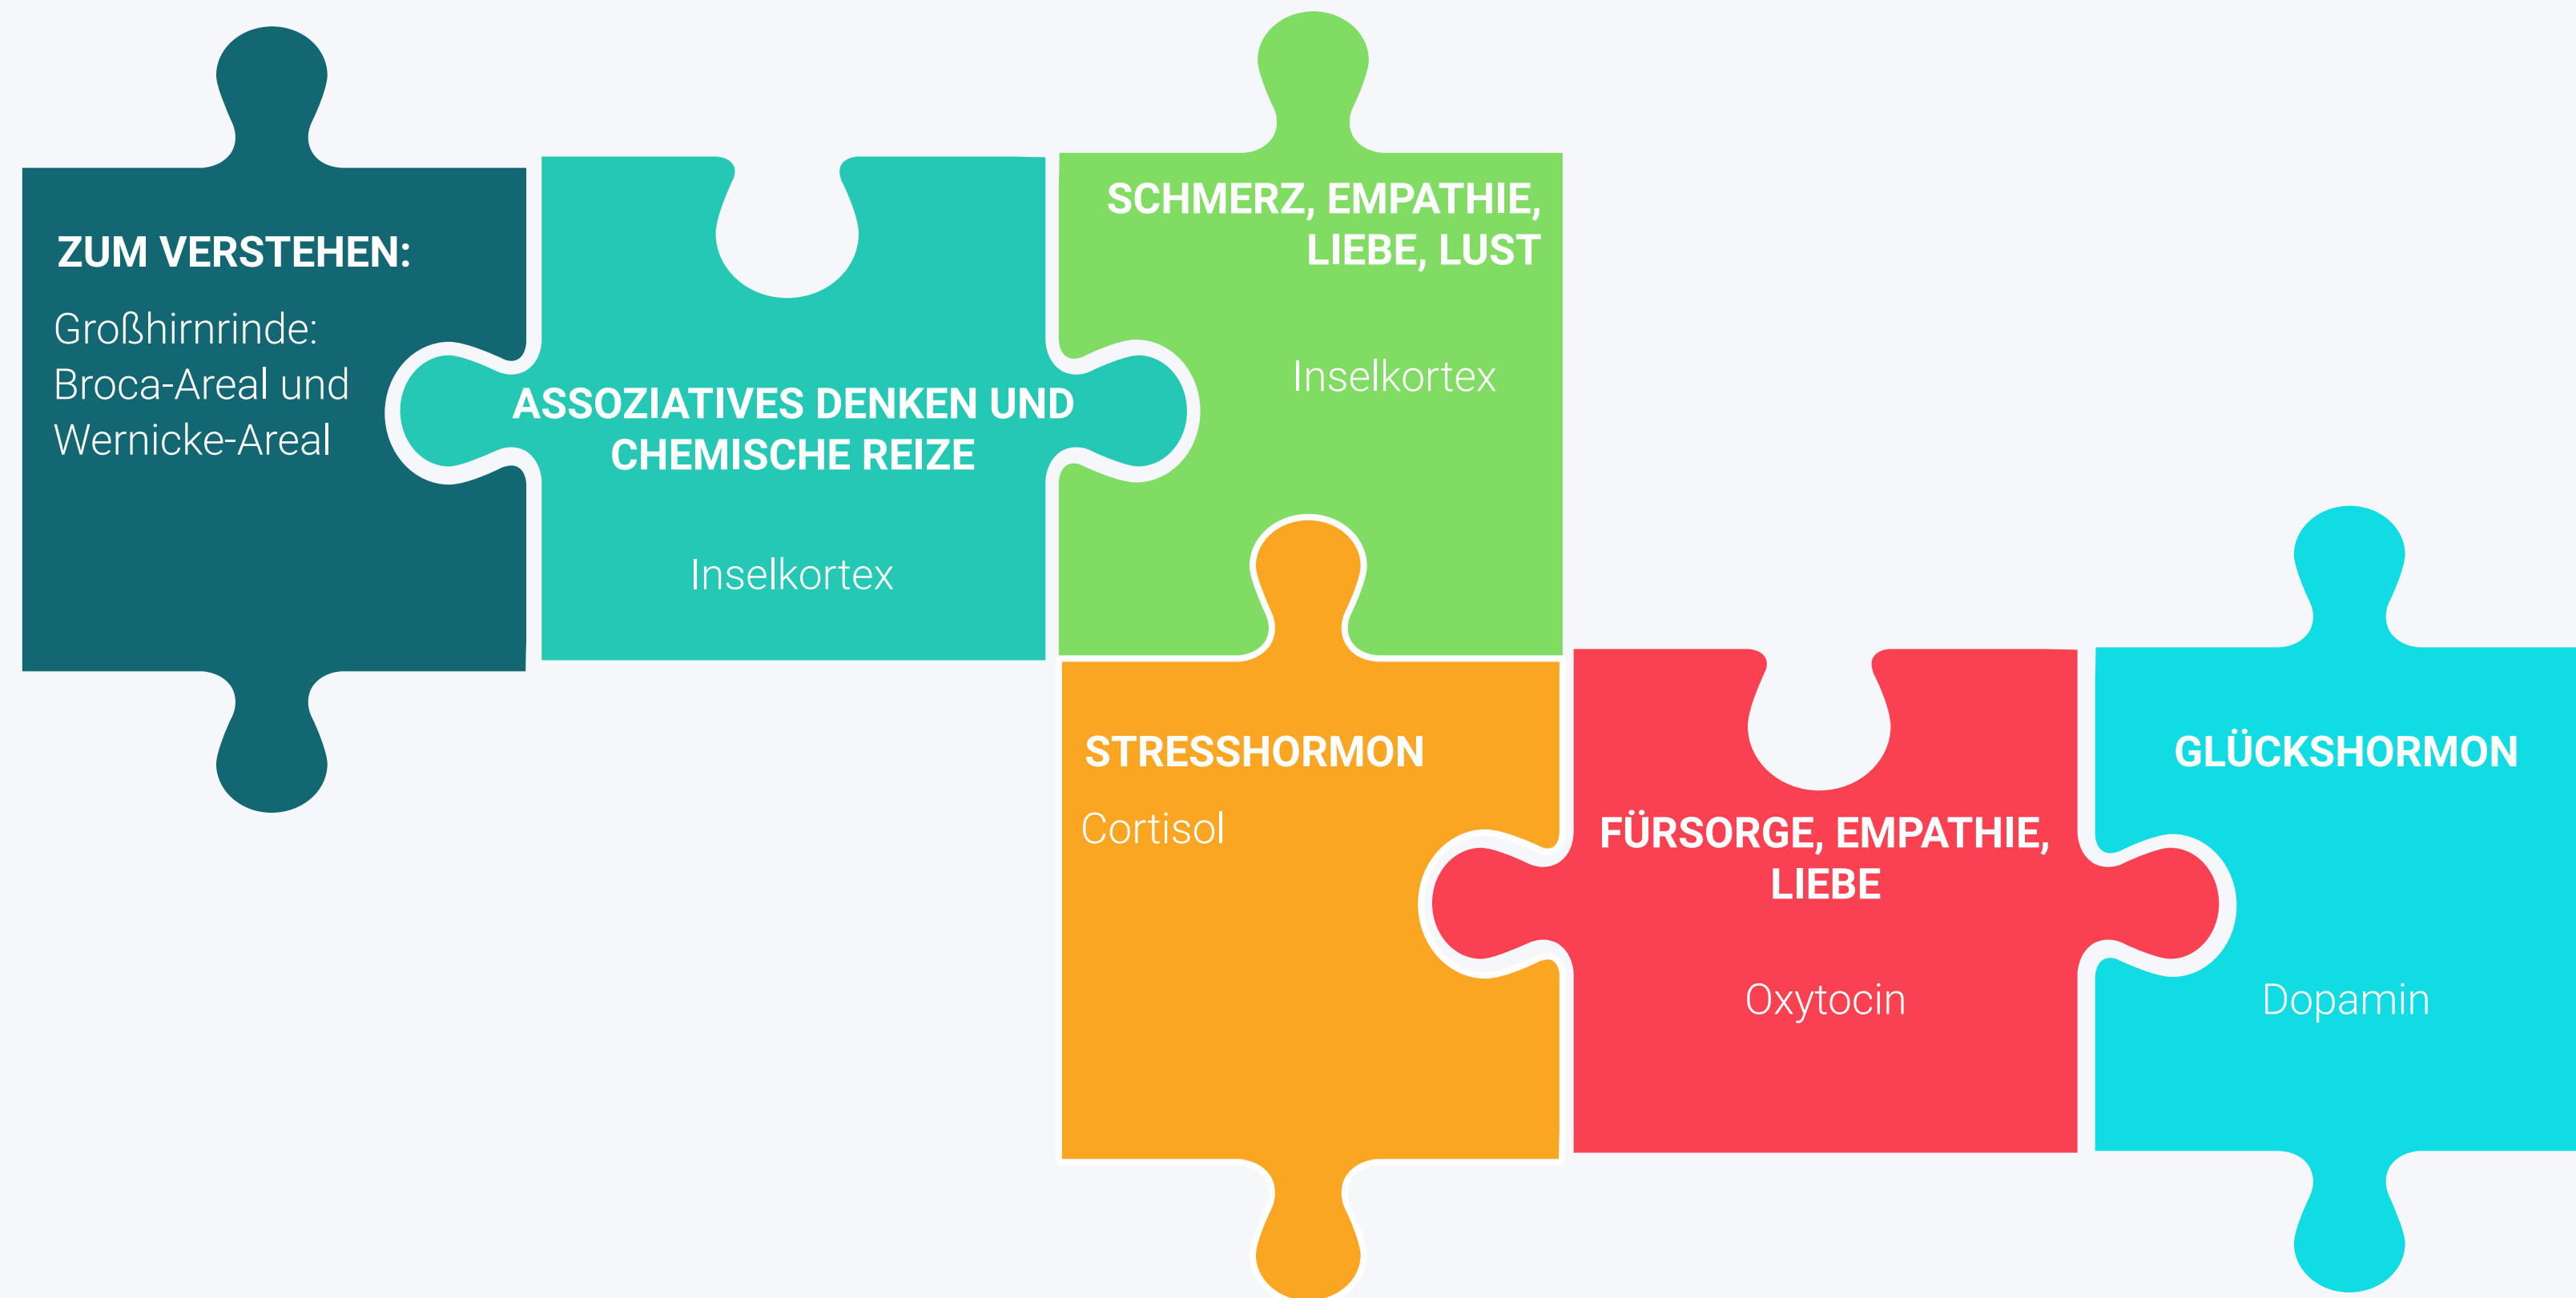 ZUM VERSTEHEN:
Großhirnrinde:
Broca-Areal und
Wernicke-Areal
ASSOZIATIVES DENKEN UND
CHEMISCHE REIZE
Inselkortex
SCHMERZ, EMPATHIE,
LIEBE, LUST
Inselkortex
STRESSHORMON
Cortisol
FÜRSORGE, EMPATHIE,
LIEBE
Oxytocin
GLÜCKSHORMON
Dopamin